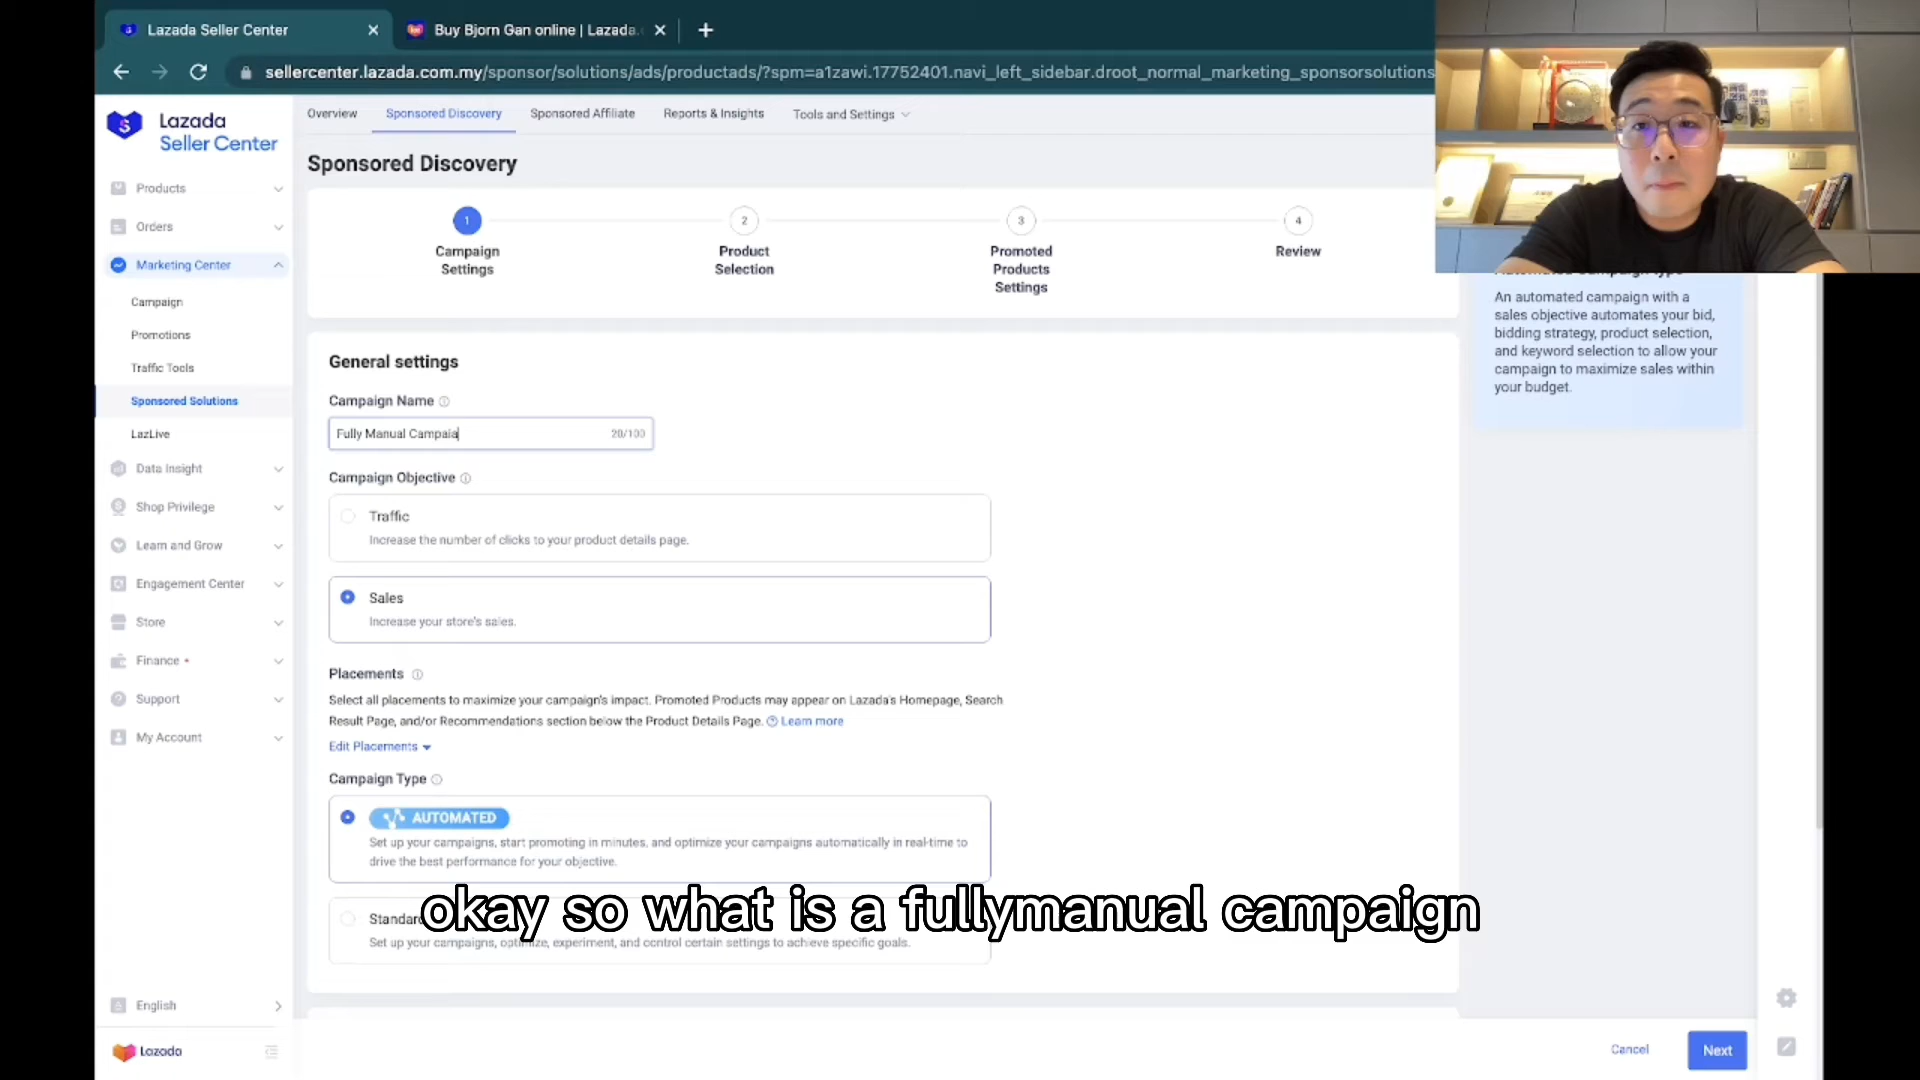 Lazada Seller Center
Buy Bjorn Gan online | Lazada.
sellercenter.lazada.com.my/sponsor/solutions/ads/productads/?spm=a1zawi.17752401.navi_left_sidebar.droot_normal_marketing_sponsorsolutions
Lazada
Seller Center
Products
Orders
Marketing Center
Campaign
Promotions
Traffic Tools
Sponsored Solutions
LazLive
Data Insight
Shop Privilege
Learn and Grow
Engagement Center
Store
Finance
Support
My Account
English
Lazada
Overview
Sponsored Discovery
Sponsored Affiliate
Reports & Insights
Tools and Settings
Sponsored Discovery
1
Campaign
Settings
2
Product
Selection
3
Promoted
Products
Settings
4
Review
General settings
Campaign Name
Fully Manual Campaia
20/100
Campaign Objective
Traffic
Increase the number of clicks to your product details page.
Sales
Increase your store's sales.
Placements
Select all placements to maximize your campaign's impact. Promoted Products may appear on Lazada's Homepage, Search
Result Page, and/or Recommendations section below the Product Details Page. Learn more
Edit Placements
Campaign Type
AUTOMATED
Set up your campaigns, start promoting in minutes, and optimize your campaigns automatically in real-time to
drive the best performance for your objective.
Standard
Set up your campaigns, optimize, experiment, and control certain settings to achieve specific goals.
okay so what is a fullymanual campaign
An automated campaign with a
sales objective automates your bid,
bidding strategy, product selection,
and keyword selection to allow your
campaign to maximize sales within
your budget.
Cancel
Next